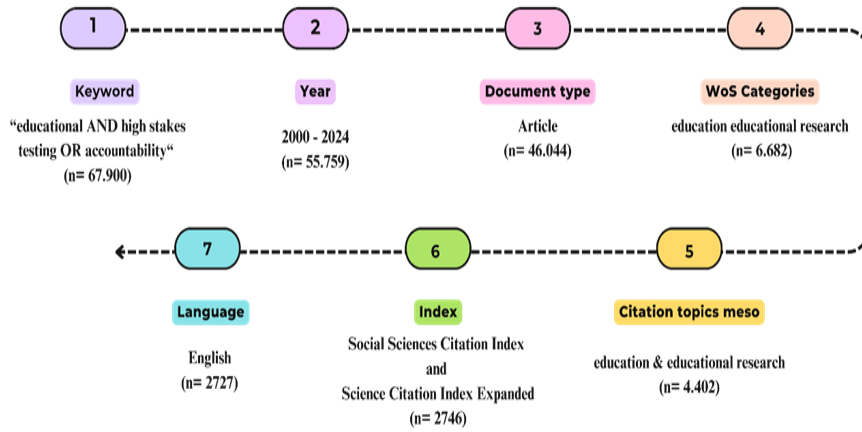 1
Keyword
“educational AND high stakes
testing OR accountability“
(n= 67.900)
2
Year
2000 - 2024
(n= 55.759)
3
Document type
Article
(n= 46.044)
4
WoS Categories
education educational research
(n= 6.682)
5
Citation topics meso
education & educational research
(n= 4.402)
6
Index
Social Sciences Citation Index
and
Science Citation Index Expanded
(n= 2746)
7
Language
English
(n= 2727)